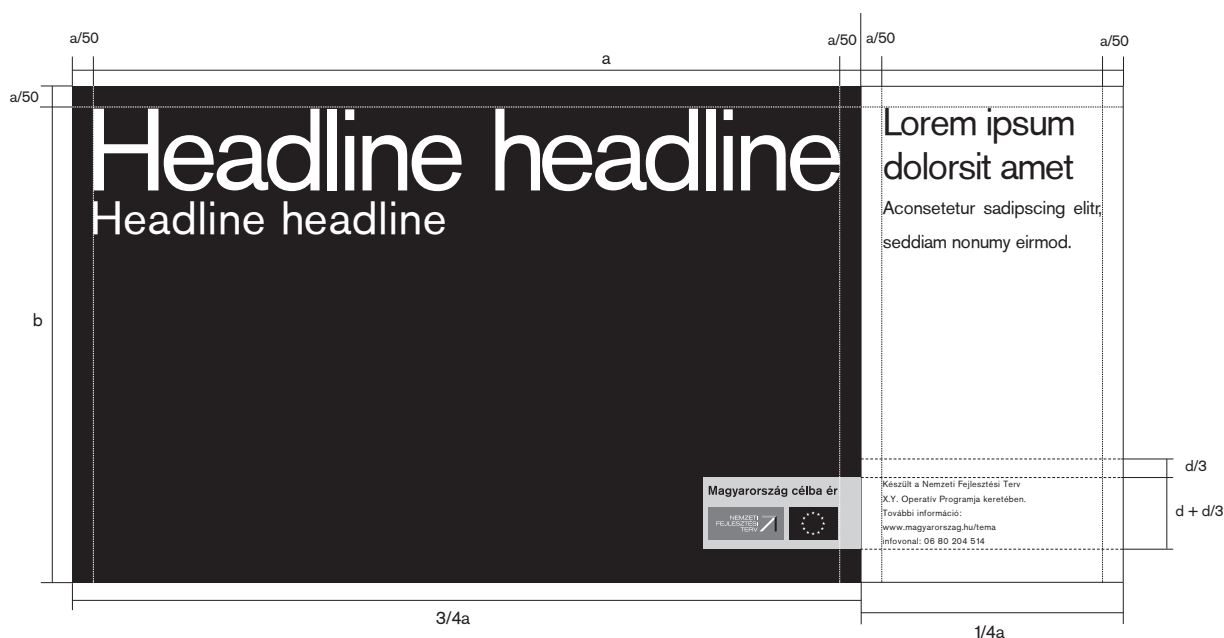 a/50
a/50
a/50
a/50
a
a/50
Headline headline
Headline headline
Lorem ipsum
dolorsit amet
Aconsetetur sadipscing elitr,
seddiam nonumy eirmod.
b
d/3
d + d/3
Magyarország célba ér
NEMZETI
FEJLESZTÉSI
TERV
Készült a Nemzeti Fejlesztési Terv
X.Y. Operatív Programja keretében.
További információ:
www.magyarorszag.hu/tema
infovonal: 06 80 204 514
3/4a
1/4a